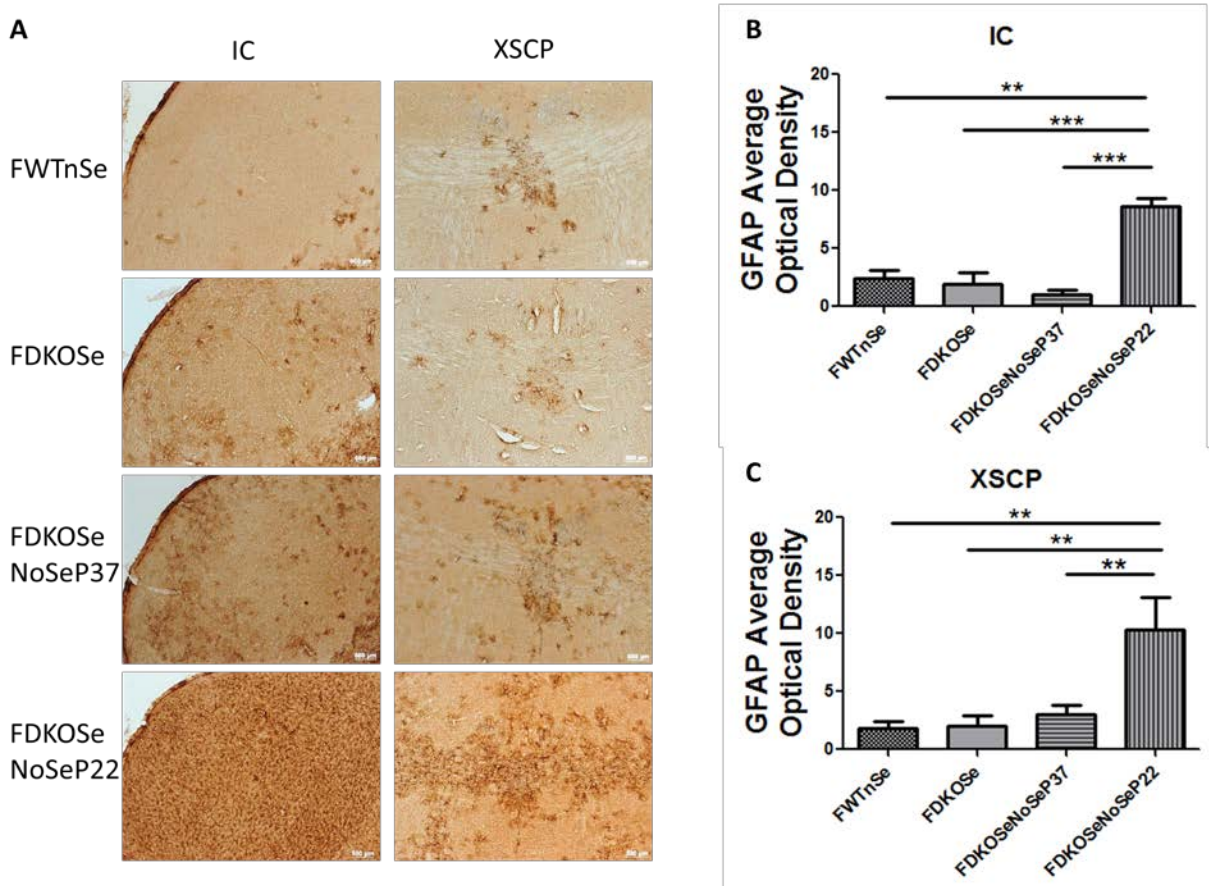 A
IC
XSCP
FWTnSe
FDKOSe
FDKOSe
NoSeP37
FDKOSe
NoSeP22
B
IC
GFAP Average
Optical Density
20
15
10
5
0
**
***
***
FWTnSe
FDKOSe
FDKOSeNoSeP37
FDKOSeNoSeP22
C
XSCP
GFAP Average
Optical Density
20
15
10
5
0
**
**
**
FWTnSe
FDKOSe
FDKOSeNoSeP37
FDKOSeNoSeP22